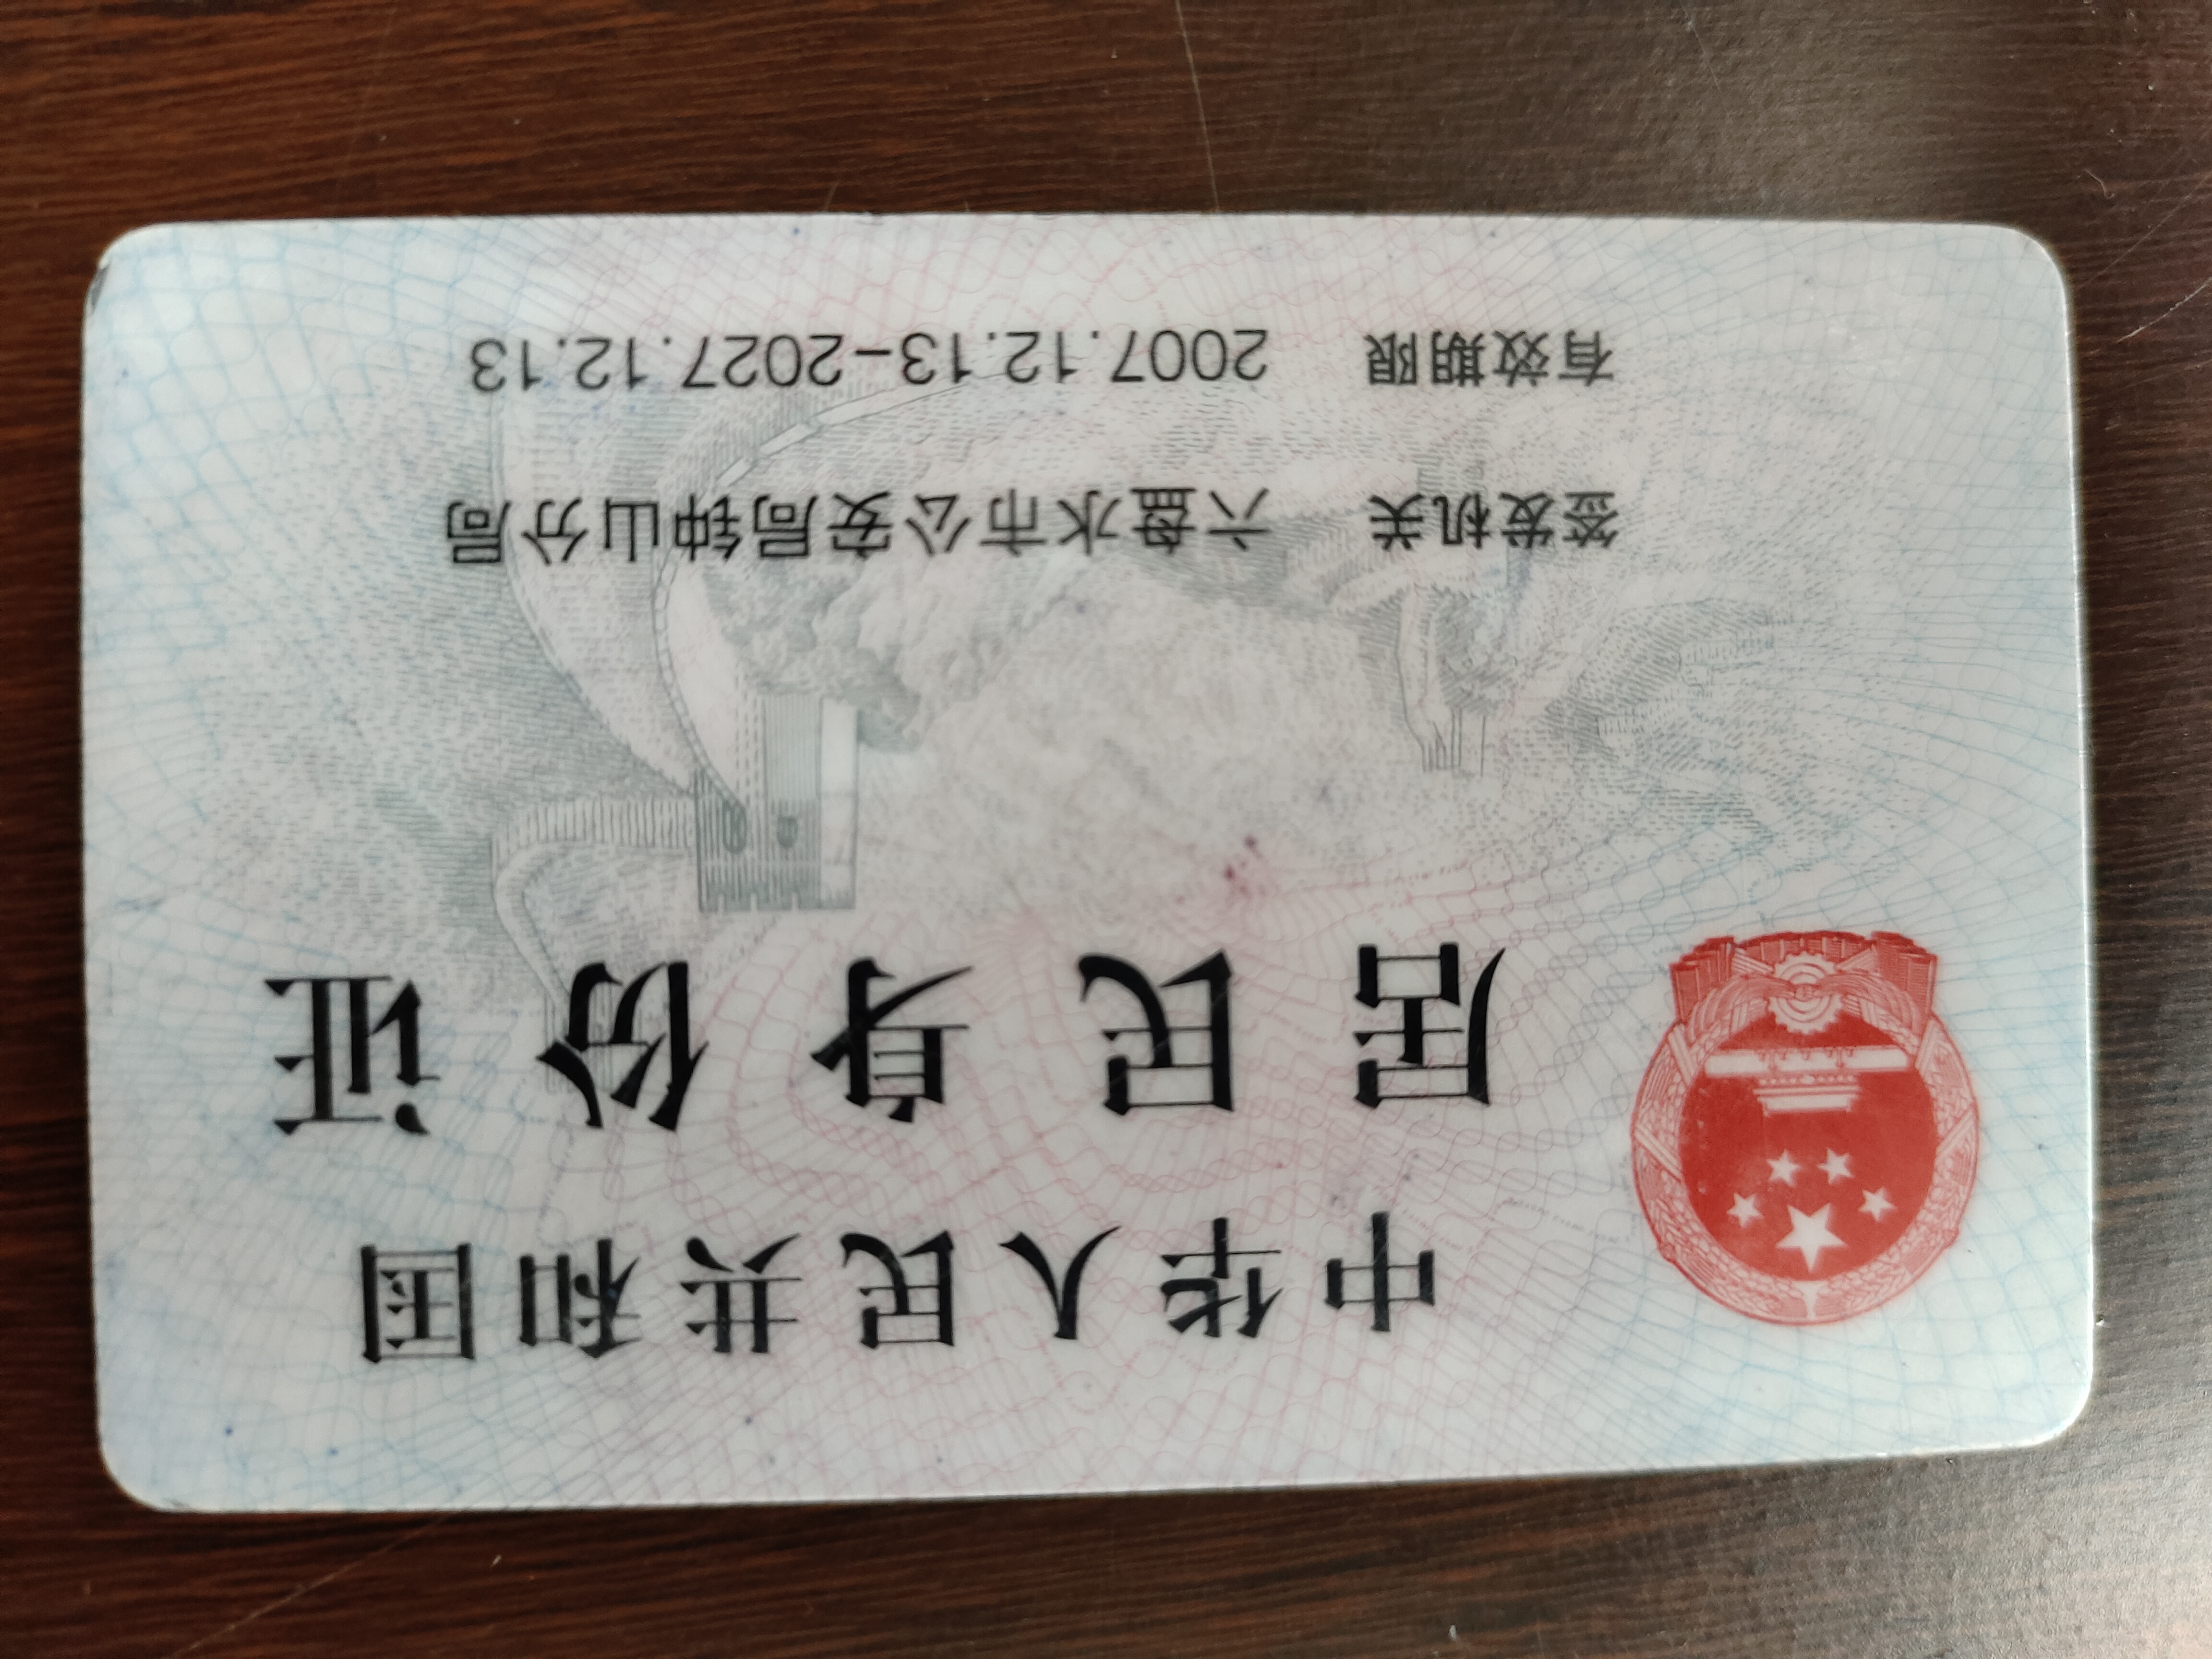 中华人民共和国
居民身份证
签发机关 六盘水市公安局钟山分局
有效期限 2007.12.13-2027.12.13